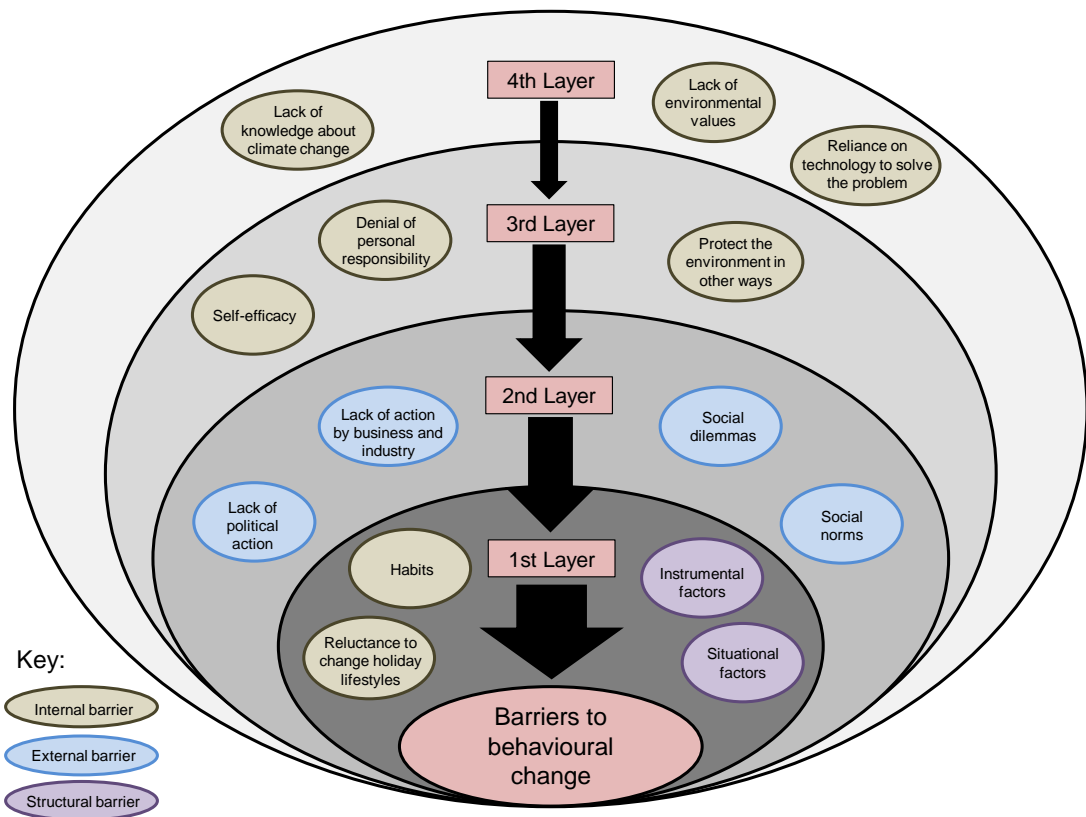 4th Layer
Lack of
knowledge about
climate change
Lack of
environmental
values
Reliance on
technology to solve
the problem
3rd Layer
Denial of
personal
responsibility
Protect the
environment in
other ways
Self-efficacy
2nd Layer
Lack of action
by business and
industry
Social
dilemmas
Lack of
political
action
Social
norms
1st Layer
Habits
Instrumental
factors
Reluctance to
change holiday
lifestyles
Situational
factors
Barriers to
behavioural
change
Key:
Internal barrier
External barrier
Structural barrier